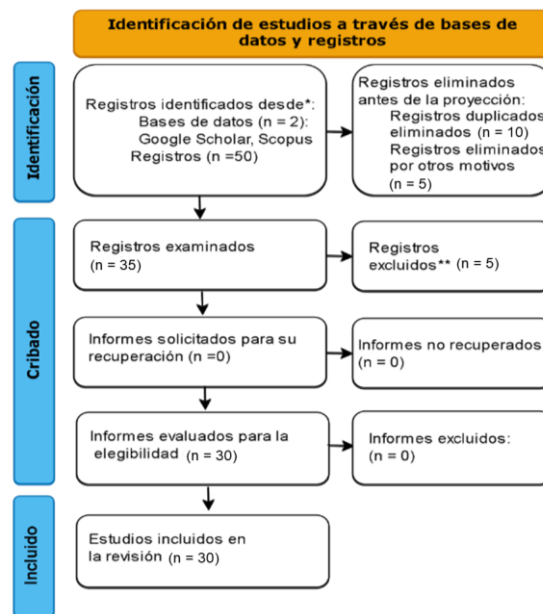 Identificación de estudios a través de bases de
datos y registros
Identificación
Registros identificados desde*:
Bases de datos (n = 2):
Google Scholar, Scopus
Registros (n =50)
Registros eliminados
antes de la proyección:
Registros duplicados
eliminados (n = 10)
Registros eliminados
por otros motivos
(n = 5)
Cribado
Registros examinados
(n = 35)
Registros
excluidos** (n = 5)
Informes solicitados para su
recuperación (n =0)
Informes no recuperados
(n = 0)
Informes evaluados para la
elegibilidad (n = 30)
Informes excluidos:
(n = 0)
Incluido
Estudios incluidos en
la revisión (n = 30)